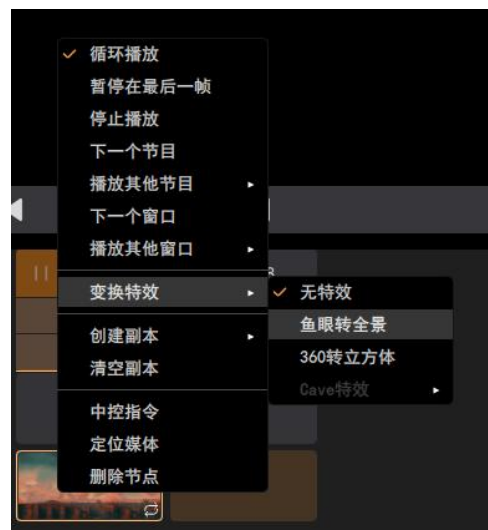 循环播放
暂停在最后一帧
停止播放
下一个节目
播放其他节目
下一个窗口
播放其他窗口
变换特效
无特效
鱼眼转全景
创建副本
360转立方体
清空副本
Cave特效
中控指令
定位媒体
删除节点